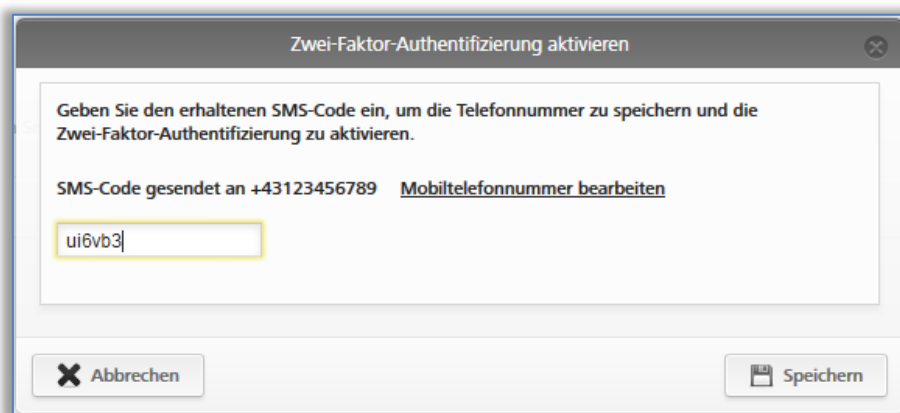 Zwei-Faktor-Authentifizierung aktivieren
Geben Sie den erhaltenen SMS-Code ein, um die Telefonnummer zu speichern und die
Zwei-Faktor-Authentifizierung zu aktivieren.
SMS-Code gesendet an +43123456789 Mobiltelefonnummer bearbeiten
ui6vb3
Abbrechen Speichern